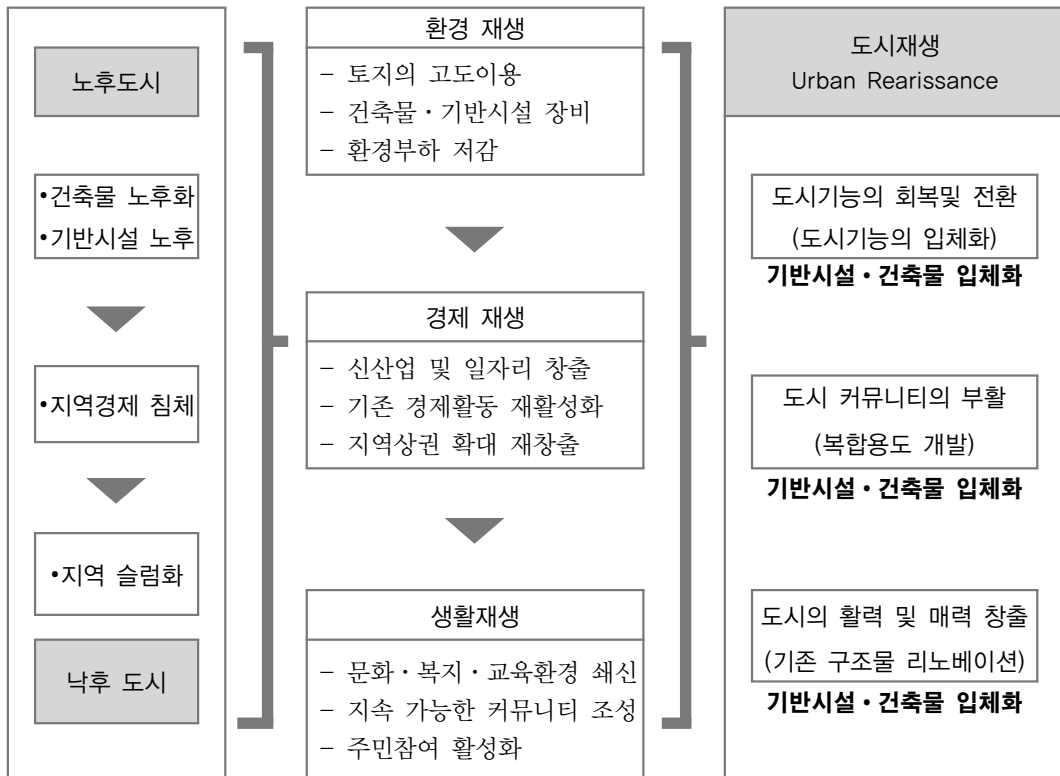 노후도시
•건축물 노후화
•기반시설 노후
•지역경제 침체
•지역 슬럼화
낙후 도시
환경 재생
– 토지의 고도이용
– 건축물·기반시설 장비
– 환경부하 저감
경제 재생
– 신산업 및 일자리 창출
– 기존 경제활동 재활성화
– 지역상권 확대 재창출
생활재생
– 문화·복지·교육환경 쇄신
– 지속 가능한 커뮤니티 조성
– 주민참여 활성화
도시재생
Urban Rearissance
도시기능의 회복및 전환
(도시기능의 입체화)
기반시설·건축물 입체화
도시 커뮤니티의 부활
(복합용도 개발)
기반시설·건축물 입체화
도시의 활력 및 매력 창출
(기존 구조물 리노베이션)
기반시설·건축물 입체화